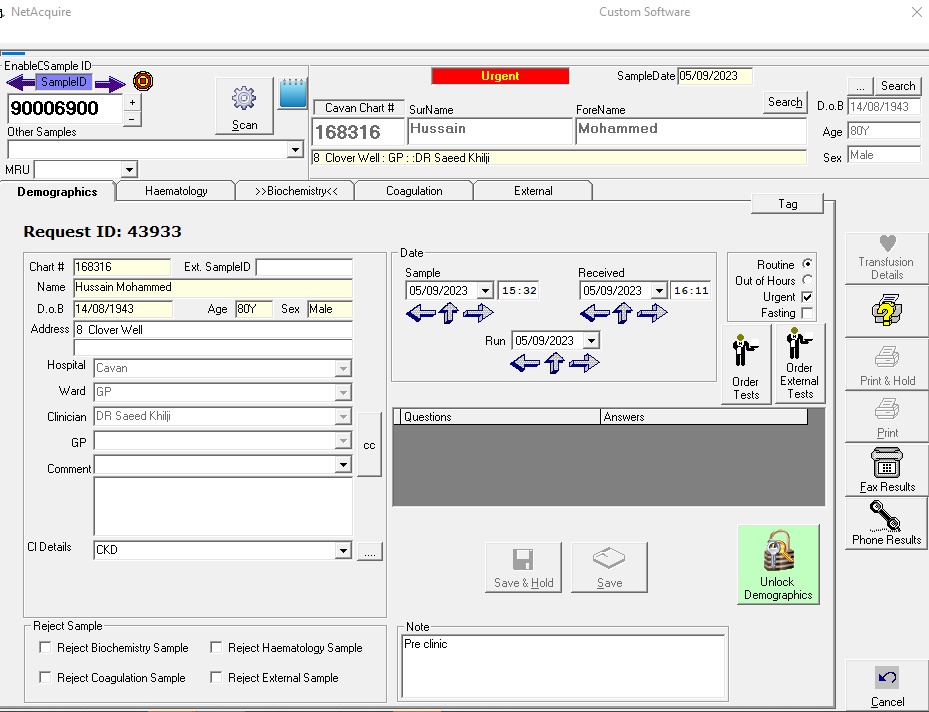 NetAcquire Custom Software
EnableCSample ID
SampleID
90006900
+
-
Scan
Other Samples
MRU
Urgent
SampleDate 05/09/2023
Cavan Chart # SurName ForeName Search
168316 Hussain Mohammed
8 Clover Well : GP : :DR Saeed Khilji
... Search
D.o.B 14/08/1943
Age 80Y
Sex Male
Demographics Haematology >>Biochemistry<< Coagulation External
Tag
Request ID: 43933
Chart # 168316 Ext. SampleID
Name Hussain Mohammed
D.o.B 14/08/1943 Age 80Y Sex Male
Address 8 Clover Well
Hospital Cavan
Ward GP
Clinician DR Saeed Khilji
GP
cc
Comment
Cl Details CKD ....
Date
Sample Received
05/09/2023 15:32 05/09/2023 16:11
Run 05/09/2023
Routine
Out of Hours
Urgent
Fasting
Order Tests
Order External Tests
Questions Answers
Save & Hold
Save
Unlock Demographics
Reject Sample
Reject Biochemistry Sample Reject Haematology Sample
Reject Coagulation Sample Reject External Sample
Note
Pre clinic
Transfusion Details
Print & Hold
Print
Fax Results
Phone Results
Cancel